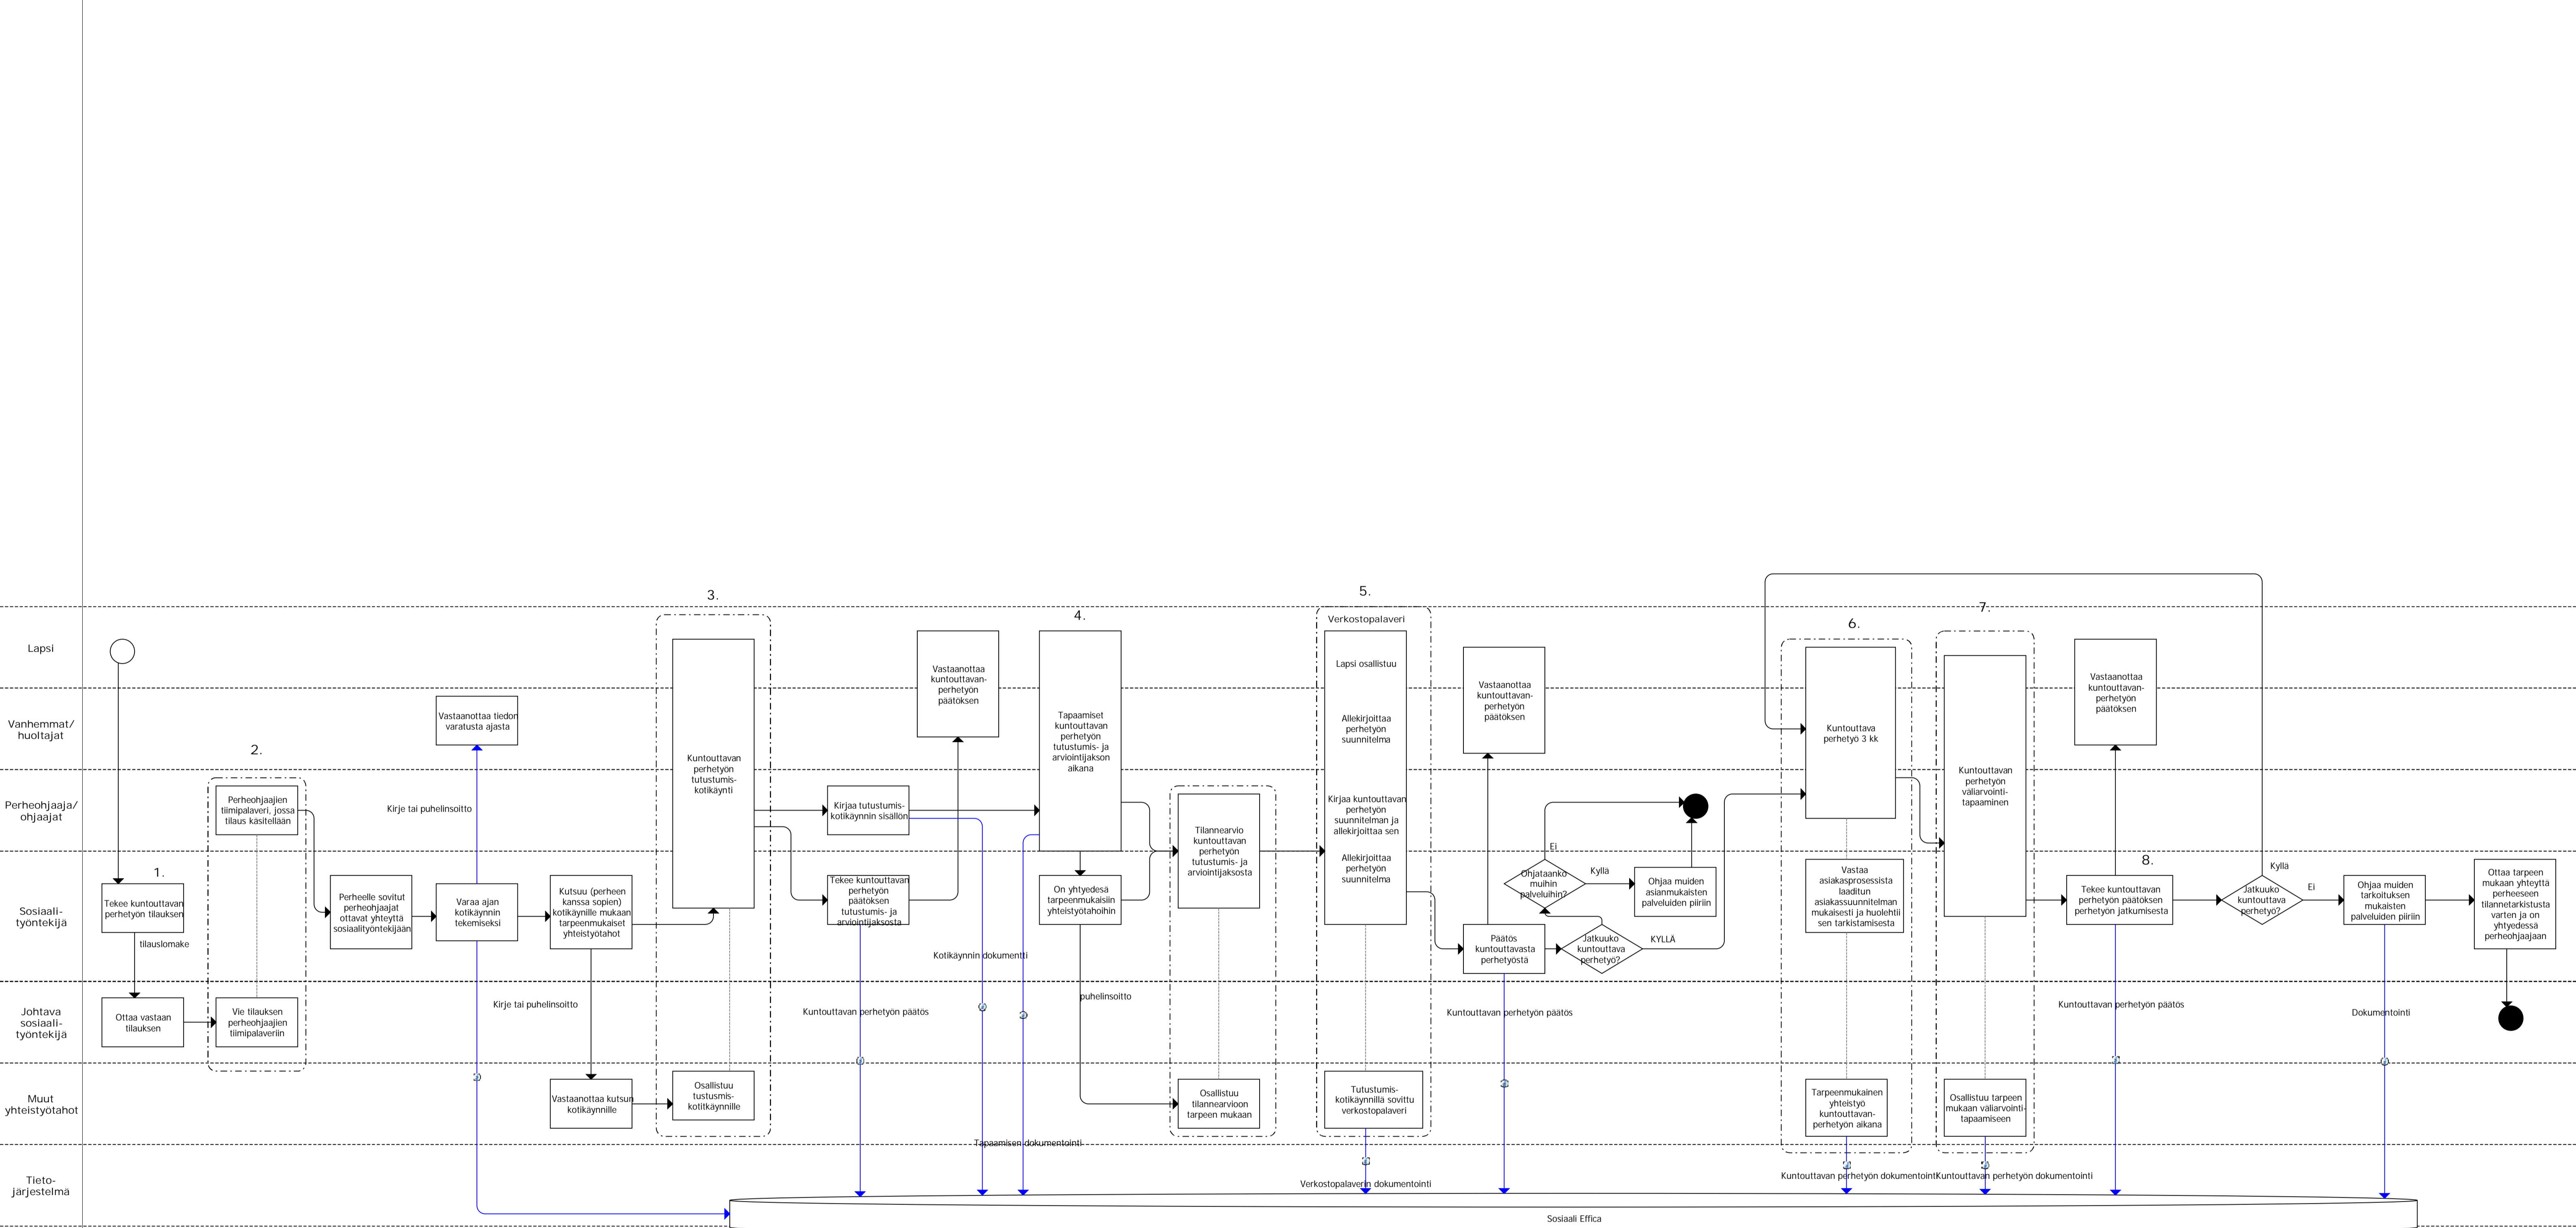 3.
5.
4.
7.
6.
Verkostopalaveri
Lapsi
Lapsi osallistuu
Vastaanottaa
kuntouttavan-
perhetyön
päätöksen
Vastaanottaa
kuntouttavan-
perhetyön
päätöksen
Vastaanottaa
kuntouttavan-
perhetyön
päätöksen
Vanhemmat/
huoltajat
Vastaanottaa tiedon
varatusta ajasta
2.
Kuntouttavan
perhetyön
tutustumis-
kotikäynti
Tapaamiset
kuntouttavan
perhetyön
tutustumis- ja
arviointijakson
aikana
Allekirjoittaa
perhetyön
suunnitelma
Kuntouttava
perhetyö 3 kk
Kuntouttavan
perhetyön
väliarvointi-
tapaaminen
Perheohjaaja/
ohjaajat
Perheohjaajien
tiimipalaveri, jossa
tilaus käsitellään
Kirje tai puhelinsoitto
Kirjaa tutustumis-
kotikäynnin sisällön
Tilannearvio
kuntouttavan
perhetyön
tutustumis- ja
arviointijaksosta
Kirjaa kuntouttavan
perhetyön
suunnitelman ja
allekirjoittaa sen
Allekirjoittaa
perhetyön
suunnitelma
Ei
Kyllä
Ohjataanko
muihin
palveluihin?
Ohjaa muiden
asianmukaisten
palveluiden piiriin
Vastaa
asiakasprosessista
laaditun
asiakassuunnitelman
mukaisesti ja huolehtii
sen tarkistamisesta
8.
Kyllä
Ei
1.
Sosiaali-
työntekijä
Tekee kuntouttavan
perhetyön tilauksen
tilauslomake
Perheelle sovitut
perheohjaajat
ottavat yhteyttä
sosiaalityöntekijään
Varaa ajan
kotikäynnin
tekemiseksi
Kutsuu (perheen
kanssa sopien)
kotikäynille mukaan
tarpeenmukaiset
yhteistyötahot
Tekee kuntouttavan
perhetyön
päätöksen
tutustumis- ja
arviointijaksosta
On yhtyedesä
tarpeenmukaisiin
yhteistyötahoihin
Päätös
kuntouttavasta
perhetyöstä
Jatkuuko
kuntouttava
perhetyö?
KYLLÄ
Tekee kuntouttavan
perhetyön päätöksen
perhetyön jatkumisesta
Jatkuuko
kuntouttava
perhetyö?
Ohjaa muiden
tarkoituksen
mukaisten
palveluiden piiriin
Ottaa tarpeen
mukaan yhteyttä
perheeseen
tilannetarkistusta
varten ja on
yhtyedessä
perheohjaajaan
Kotikäynnin dokumentti
Johtava
sosiaali-
työntekijä
Ottaa vastaan
tilauksen
Vie tilauksen
perheohjaajien
tiimipalaveriin
Kirje tai puhelinsoitto
Kuntouttavan perhetyön päätös
puhelinsoitto
Kuntouttavan perhetyön päätös
Kuntouttavan perhetyön päätös
Dokumentointi
Muut
yhteistyötahot
Vastaanottaa kutsun
kotikäynnille
Osallistuu
tustusmis-
kotitkäynnille
Osallistuu
tilannearvioon
tarpeen mukaan
Tutustumis-
kotikäynnillä sovittu
verkostopalaveri
Tarpeenmukainen
yhteistyö
kuntouttavan-
perhetyön aikana
Osallistuu tarpeen
mukaan väliarvointi-
tapaamiseen
Tapaamisen dokumentointi
Tieto-
järjestelmä
Verkostopalaverin dokumentointi
Kuntouttavan perhetyön dokumentointi
Kuntouttavan perhetyön dokumentointi
Sosiaali Effica